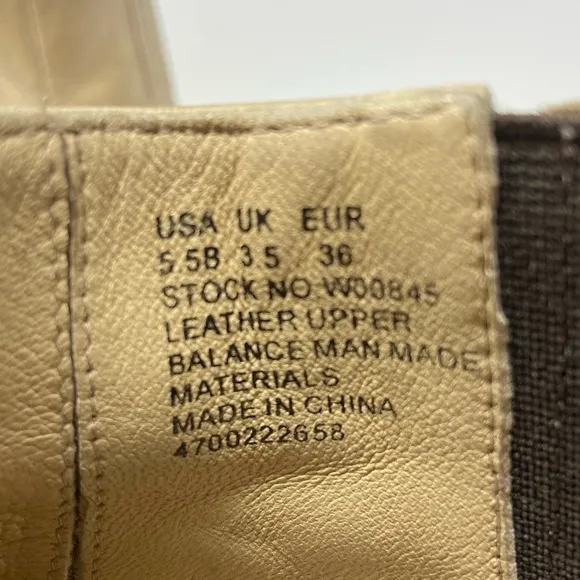 USA UK EUR
5 5B 3 5 36
STOCK NO W00845
LEATHER UPPER
BALANCE MAN MADE
MATERIALS
MADE IN CHINA
4700222658